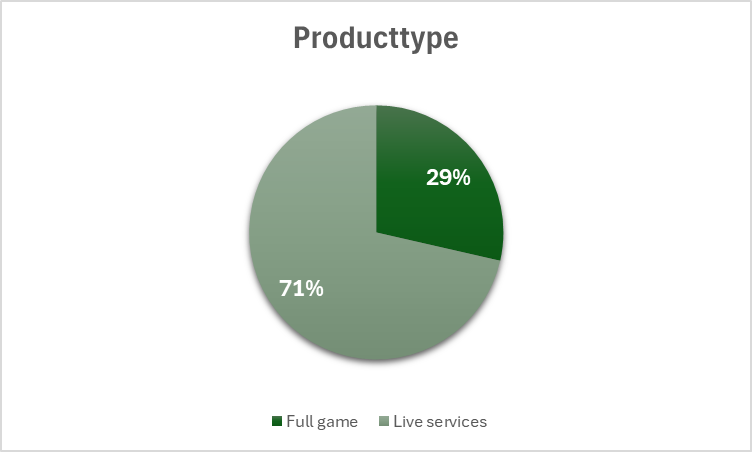 Producttype
29%
71%
Full game Live services